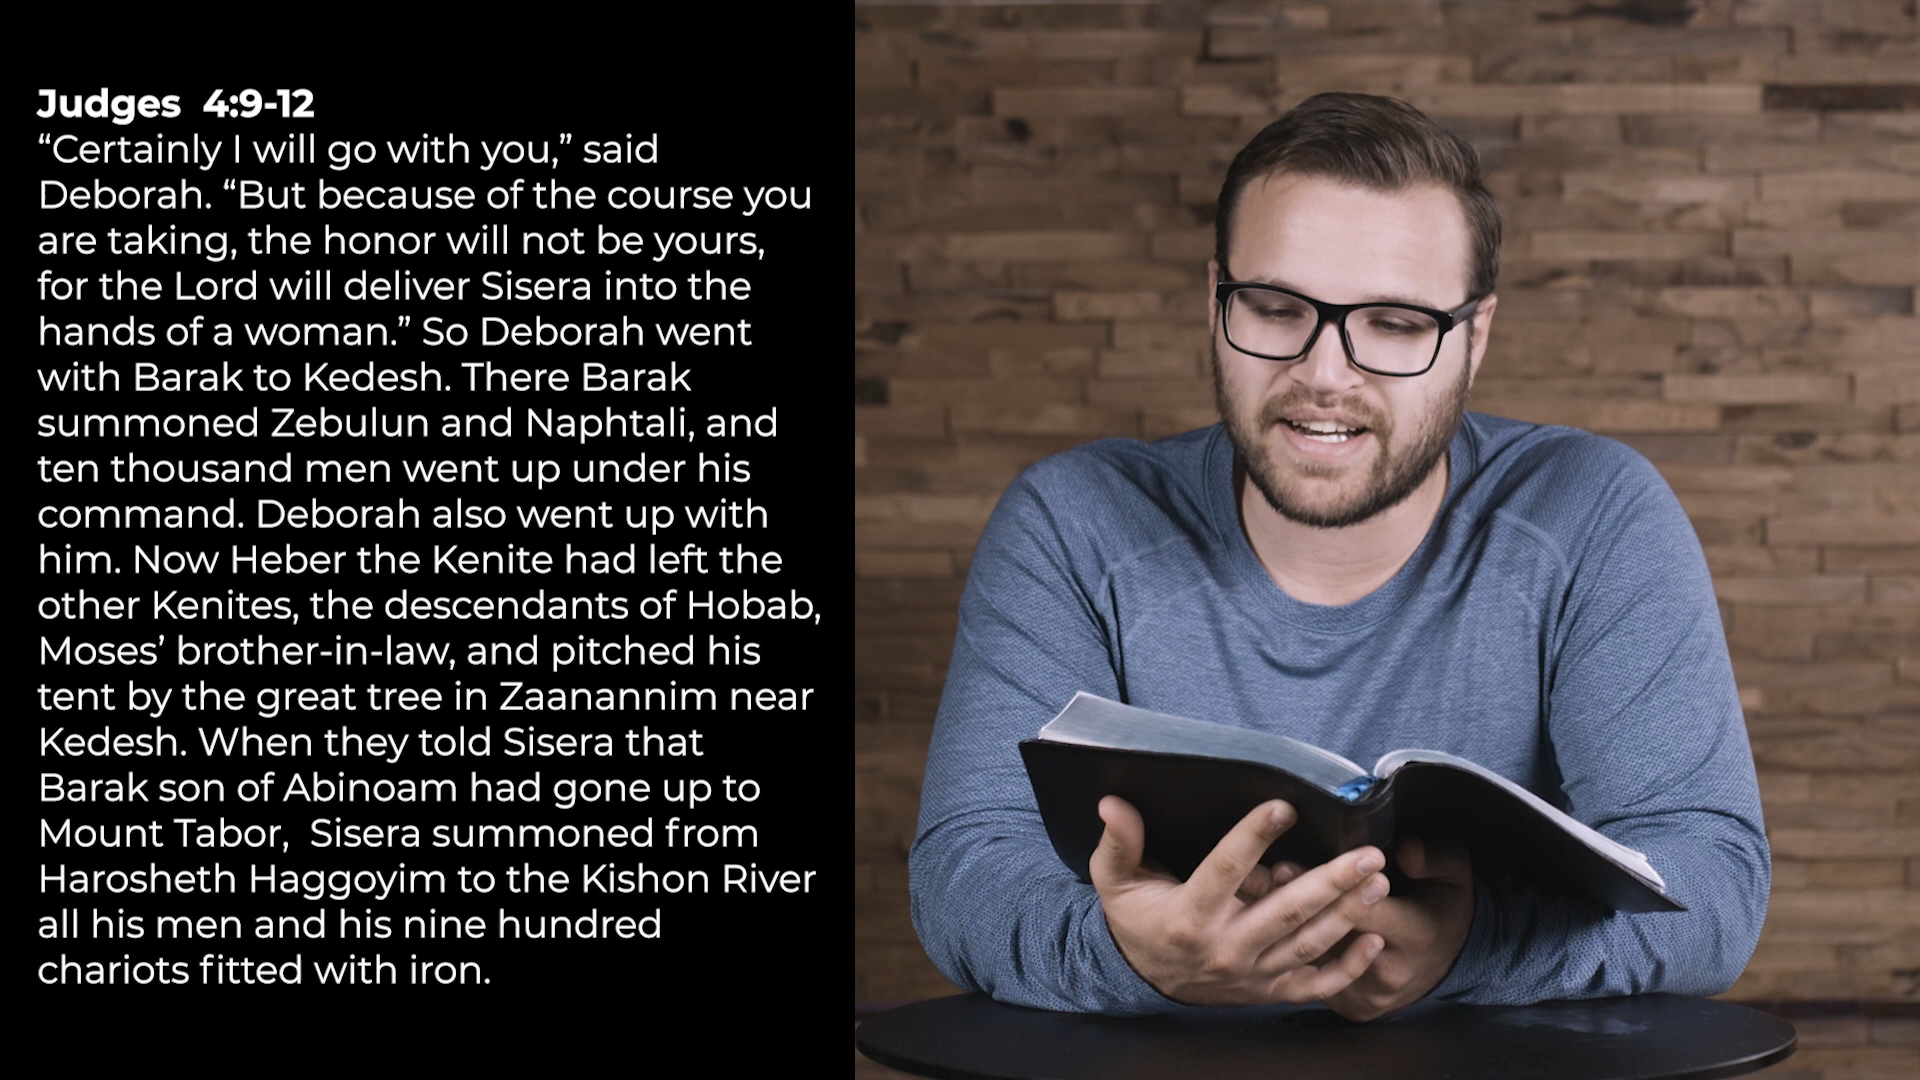 Judges  4:9-12
“Certainly I will go with you,” said
Deborah. “But because of the course you
are taking, the honor will not be yours,
for the Lord will deliver Sisera into the
hands of a woman.” So Deborah went
with Barak to Kedesh. There Barak
summoned Zebulun and Naphtali, and
ten thousand men went up under his
command. Deborah also went up with
him. Now Heber the Kenite had left the
other Kenites, the descendants of Hobab,
Moses’ brother-in-law, and pitched his
tent by the great tree in Zaanannim near
Kedesh. When they told Sisera that
Barak son of Abinoam had gone up to
Mount Tabor,  Sisera summoned from
Harosheth Haggoyim to the Kishon River
all his men and his nine hundred
chariots fitted with iron.